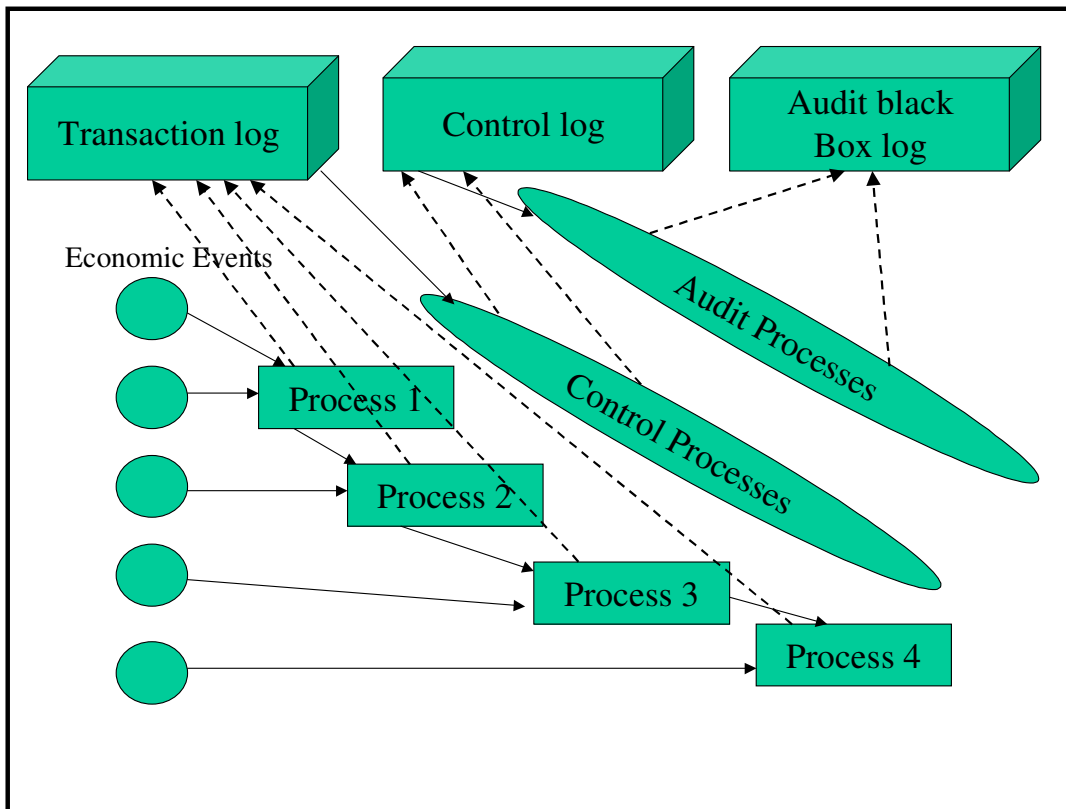 Transaction log
Control log
Audit black
Box log
Economic Events
Audit Processes
Control Processes
Process 1
Process 2
Process 3
Process 4